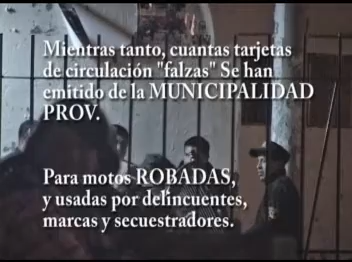 Mientras tanto, cuantas tarjetas
de circulación "falzas" Se han
emitido de la MUNICIPALIDAD
PROV.
Para motos ROBADAS,
y usadas por delincuentes,
marcas y secuestradores.